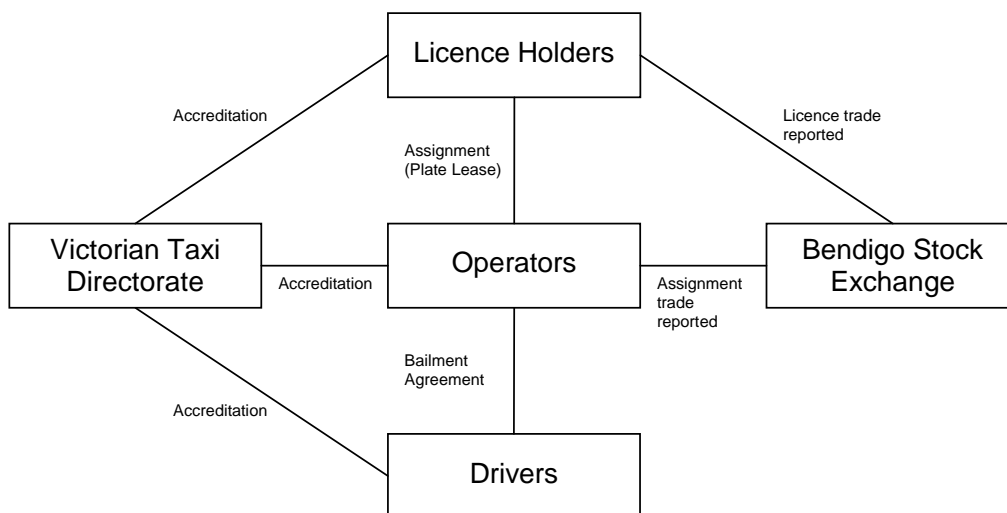 Licence Holders
Accreditation
Licence trade
reported
Assignment
(Plate Lease)
Victorian Taxi
Directorate
Accreditation
Operators
Assignment
trade
reported
Bendigo Stock
Exchange
Bailment
Agreement
Accreditation
Drivers